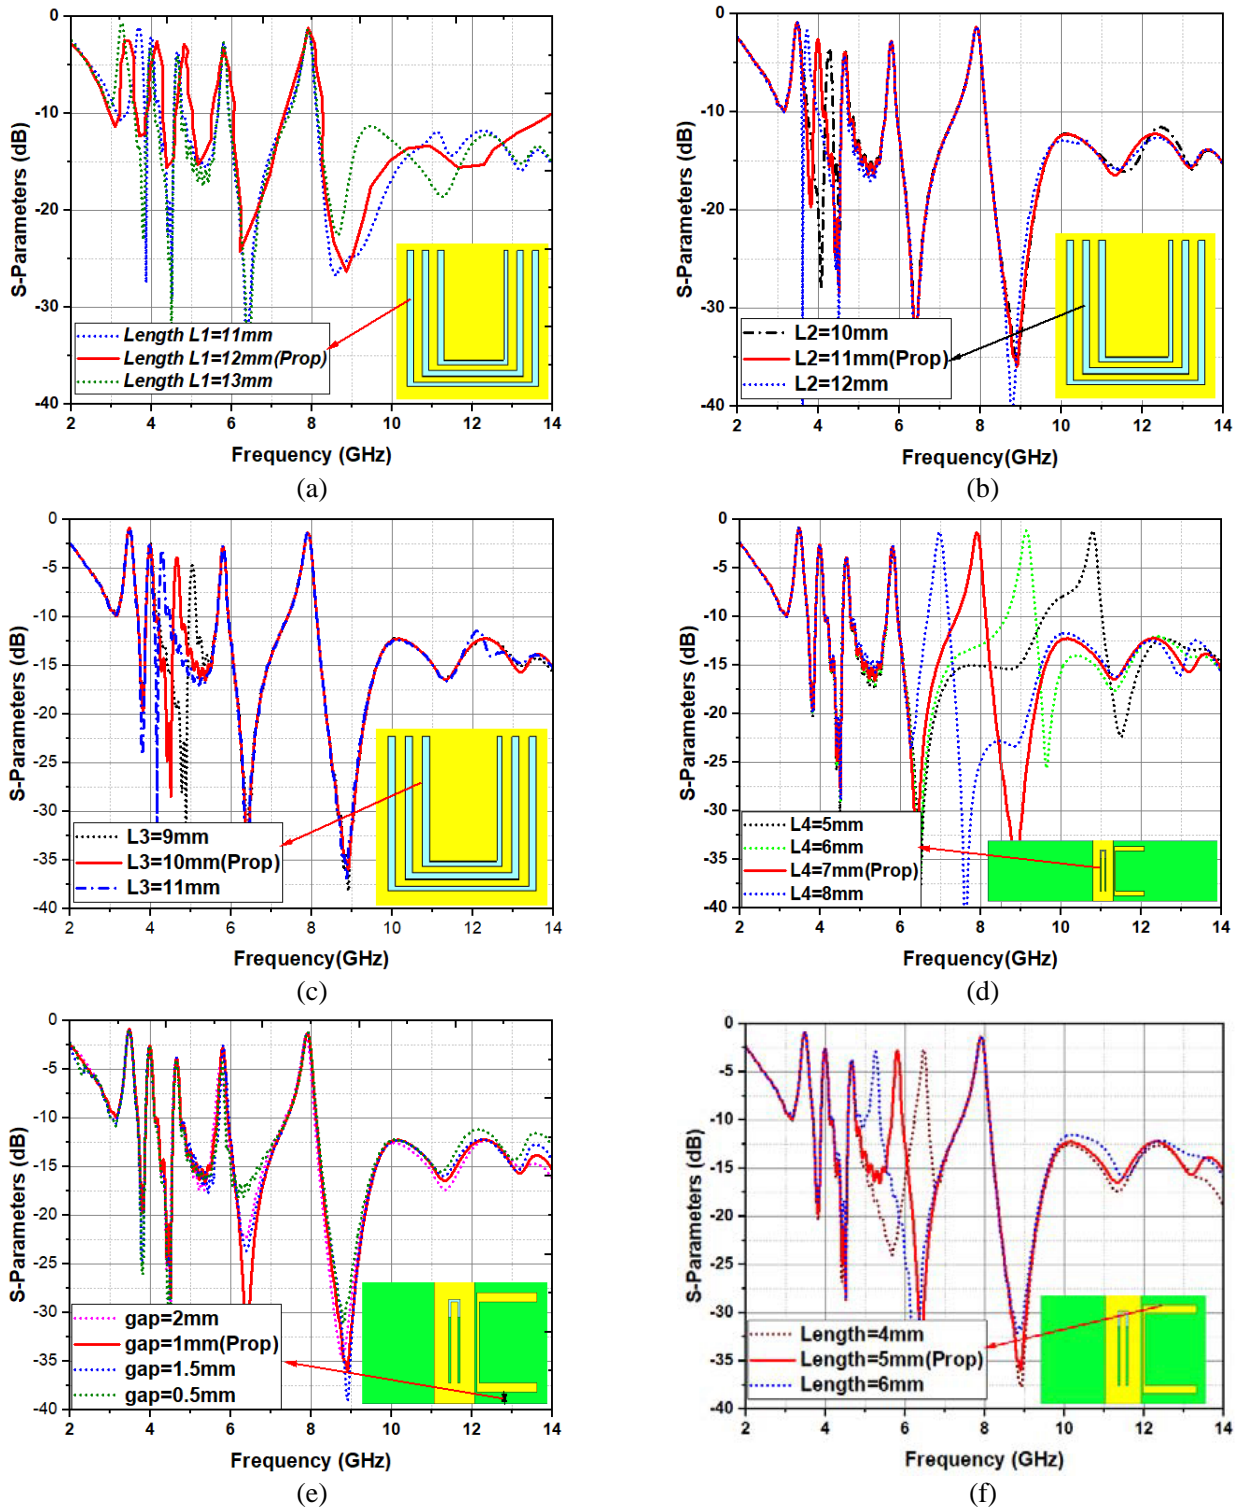 0
-5
-10
-20
-30
-40
S-Parameters (dB)
2
4
6
8
10
12
14
Frequency (GHz)
Length L1=11mm
Length L1=12mm(Prop)
Length L1=13mm
(a)
0
-10
-20
-30
-40
S-Parameters (dB)
2
4
6
8
10
12
14
Frequency(GHz)
L2=10mm
L2=11mm(Prop)
L2=12mm
(b)
0
-5
-10
-15
-20
-25
-30
-35
-40
S-Parameters (dB)
2
4
6
8
10
12
14
Frequency(GHz)
L3=9mm
L3=10mm(Prop)
L3=11mm
(c)
0
-5
-10
-15
-20
-25
-30
-35
-40
S-Parameters (dB)
2
4
6
8
10
12
14
Frequency(GHz)
L4=5mm
L4=6mm
L4=7mm(Prop)
L4=8mm
(d)
0
-5
-10
-15
-20
-25
-30
-35
-40
S-Parameters (dB)
2
4
6
8
10
12
14
Frequency (GHz)
gap=2mm
gap=1mm(Prop)
gap=1.5mm
gap=0.5mm
(e)
0
-5
-10
-15
-20
-25
-30
-35
-40
S-Parameters (dB)
2
4
6
8
10
12
14
Frequency (GHz)
Length=4mm
Length=5mm(Prop)
Length=6mm
(f)